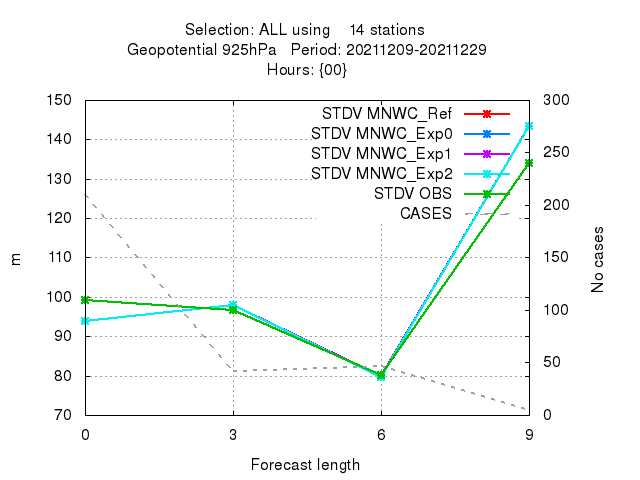 Selection: ALL using    14 stations
Geopotential 925hPa   Period: 20211209-20211229
Hours: {00}
150
140
130
120
110
100
90
80
70
300
250
200
150
100
50
0
STDV MNWC_Ref
STDV MNWC_Exp0
STDV MNWC_Exp1
STDV MNWC_Exp2
STDV OBS
CASES
m
No cases
0 3 6 9
Forecast length